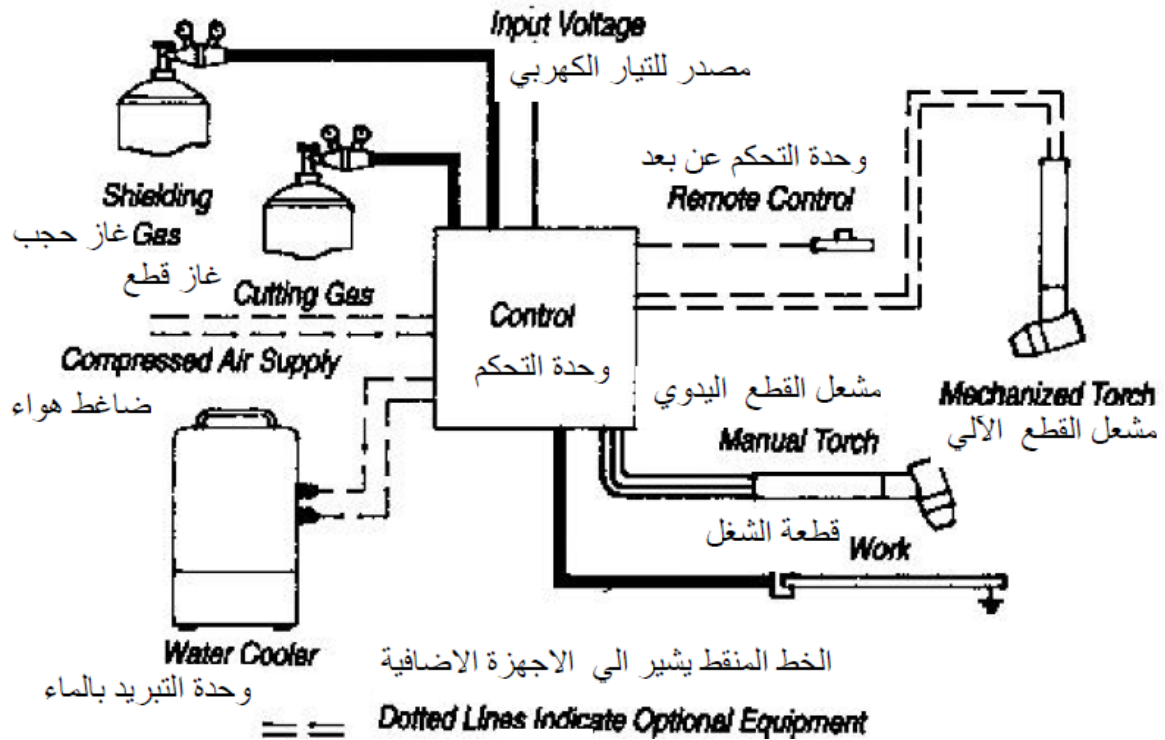 Input Voltage
مصدر للتيار الكهربي
Shielding
Gas
غاز حجب
Cutting Gas
غاز قطع
وحدة التحكم عن بعد
Remote Control
Control
وحدة التحكم
Compressed Air Supply
ضاغط هواء
Mechanized Torch
مشعل القطع الآلي
مشعل القطع اليدوي
Manual Torch
قطعة الشغل
Work
Water Cooler
وحدة التبريد بالماء
الخط المنقط يشير الي الاجهزة الاضافية
Dotted Lines Indicate Optional Equipment